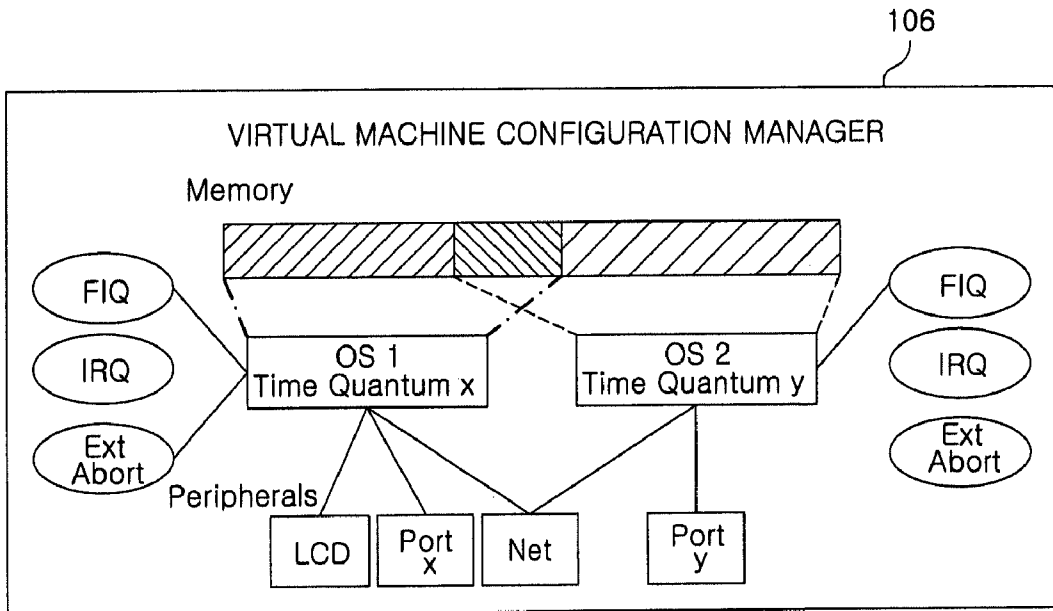 106
VIRTUAL MACHINE CONFIGURATION MANAGER
Memory
FIQ
FIQ
OS 1
Time Quantum x
OS 2
Time Quantum y
IRQ
IRQ
Ext
Abort
Ext
Abort
Peripherals
LCD
Port
x
Net
Port
y